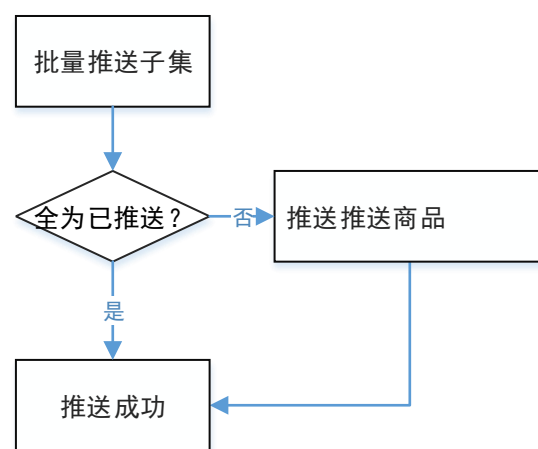 批量推送子集
全为已推送？
否
推送推送商品
是
推送成功